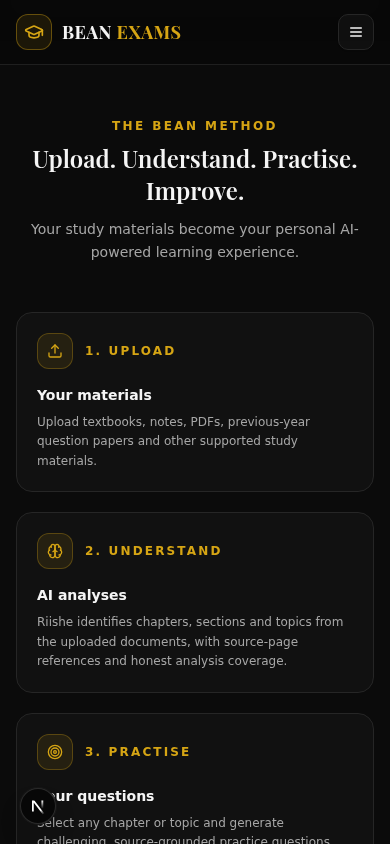 BEAN EXAMS
THE BEAN METHOD
Upload. Understand. Practise.
Improve.
Your study materials become your personal AI-
powered learning experience.
1. UPLOAD
Your materials
Upload textbooks, notes, PDFs, previous-year
question papers and other supported study
materials.
2. UNDERSTAND
AI analyses
Riishe identifies chapters, sections and topics from
the uploaded documents, with source-page
references and honest analysis coverage.
3. PRACTISE
Your questions
Select any chapter or topic and generate
challenging, source-grounded practice questions
N